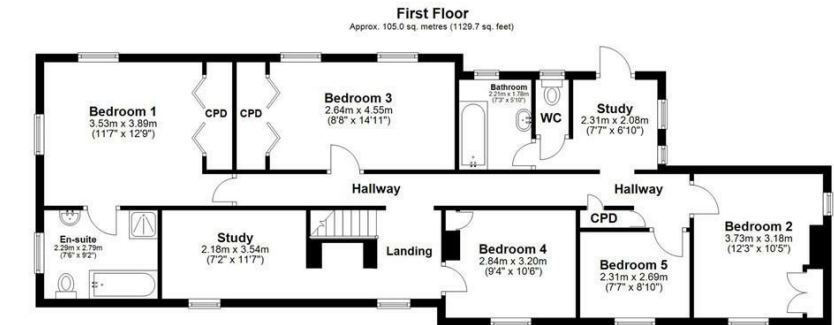 First Floor
Approx. 105.0 sq. metres (1129.7 sq. feet)
Bedroom 1
3.53m x 3.89m
(11'7" x 12'9")
CPD
CPD
Bedroom 3
2.64m x 4.55m
(8'8" x 14'11")
Bathroom
2.21m x 1.78m
(7'3" x 5'10")
WC
Study
2.31m x 2.08m
(7'7" x 6'10")
Hallway
Hallway
En-suite
2.29m x 2.79m
(7'6" x 9'2")
Study
2.18m x 3.54m
(7'2" x 11'7")
Landing
Bedroom 4
2.84m x 3.20m
(9'4" x 10'6")
CPD
Bedroom 5
2.31m x 2.69m
(7'7" x 8'10")
Bedroom 2
3.73m x 3.18m
(12'3" x 10'5")